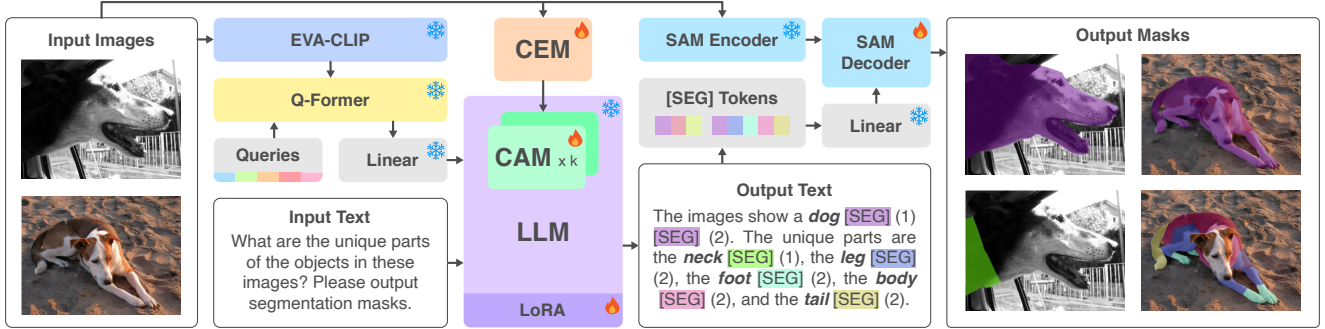 Input Images
EVA-CLIP
Q-Former
Queries
Linear
Input Text
What are the unique parts
of the objects in these
images? Please output
segmentation masks.
CEM
CAM x k
LLM
LoRA
SAM Encoder
SAM
Decoder
[SEG] Tokens
Linear
Output Text
The images show a dog [SEG] (1)
[SEG] (2). The unique parts are
the neck [SEG] (1), the leg [SEG]
(2), the foot [SEG] (2), the body
[SEG] (2), and the tail [SEG] (2).
Output Masks